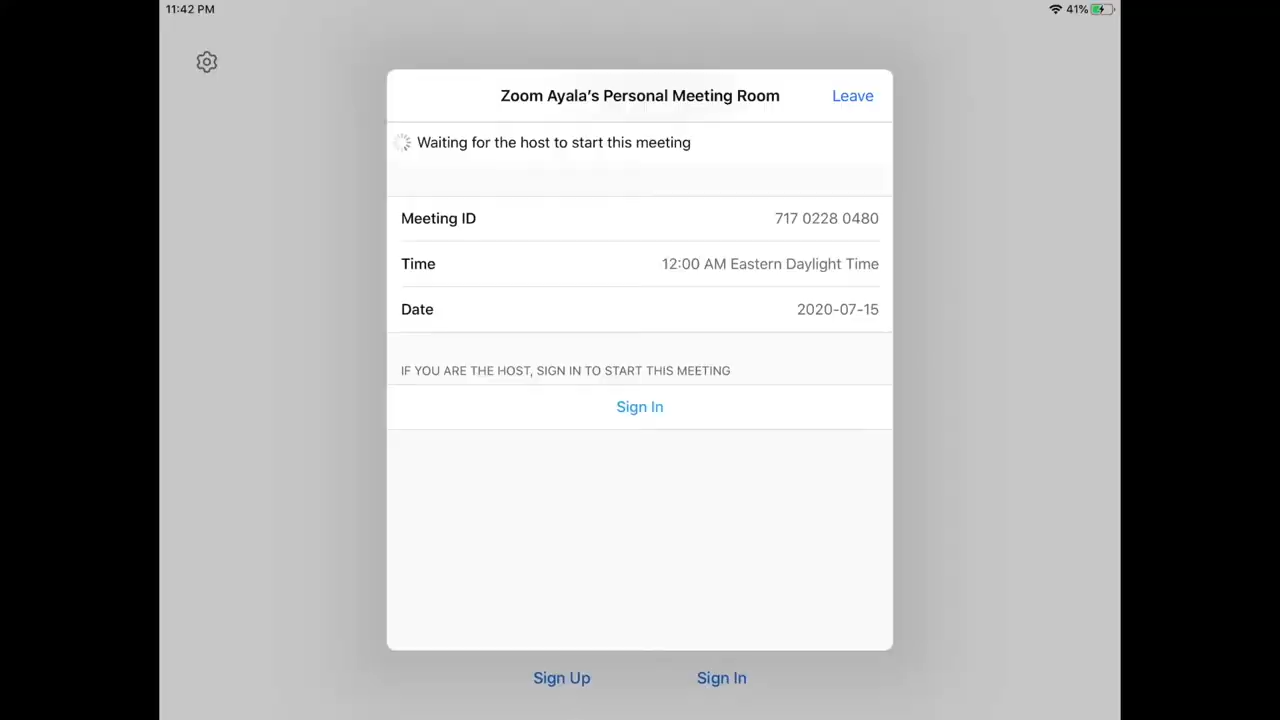 11:42 PM
41%
Zoom Ayala's Personal Meeting Room
Leave
Waiting for the host to start this meeting
Meeting ID
717 0228 0480
Time
12:00 AM Eastern Daylight Time
Date
2020-07-15
IF YOU ARE THE HOST, SIGN IN TO START THIS MEETING
Sign In
Sign Up
Sign In